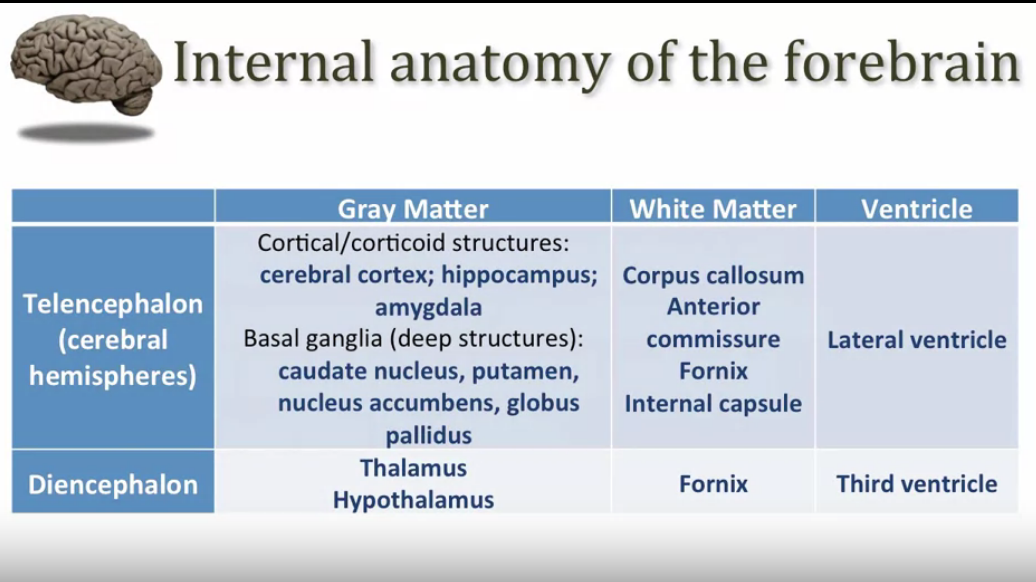 Internal anatomy of the forebrain
Gray Matter
White Matter
Ventricle
Telencephalon
(cerebral
hemispheres)
Cortical/corticoid structures:
cerebral cortex; hippocampus;
amygdala
Basal ganglia (deep structures):
caudate nucleus, putamen,
nucleus accumbens, globus
pallidus
Corpus callosum
Anterior
commissure
Fornix
Internal capsule
Lateral ventricle
Diencephalon
Thalamus
Hypothalamus
Fornix
Third ventricle